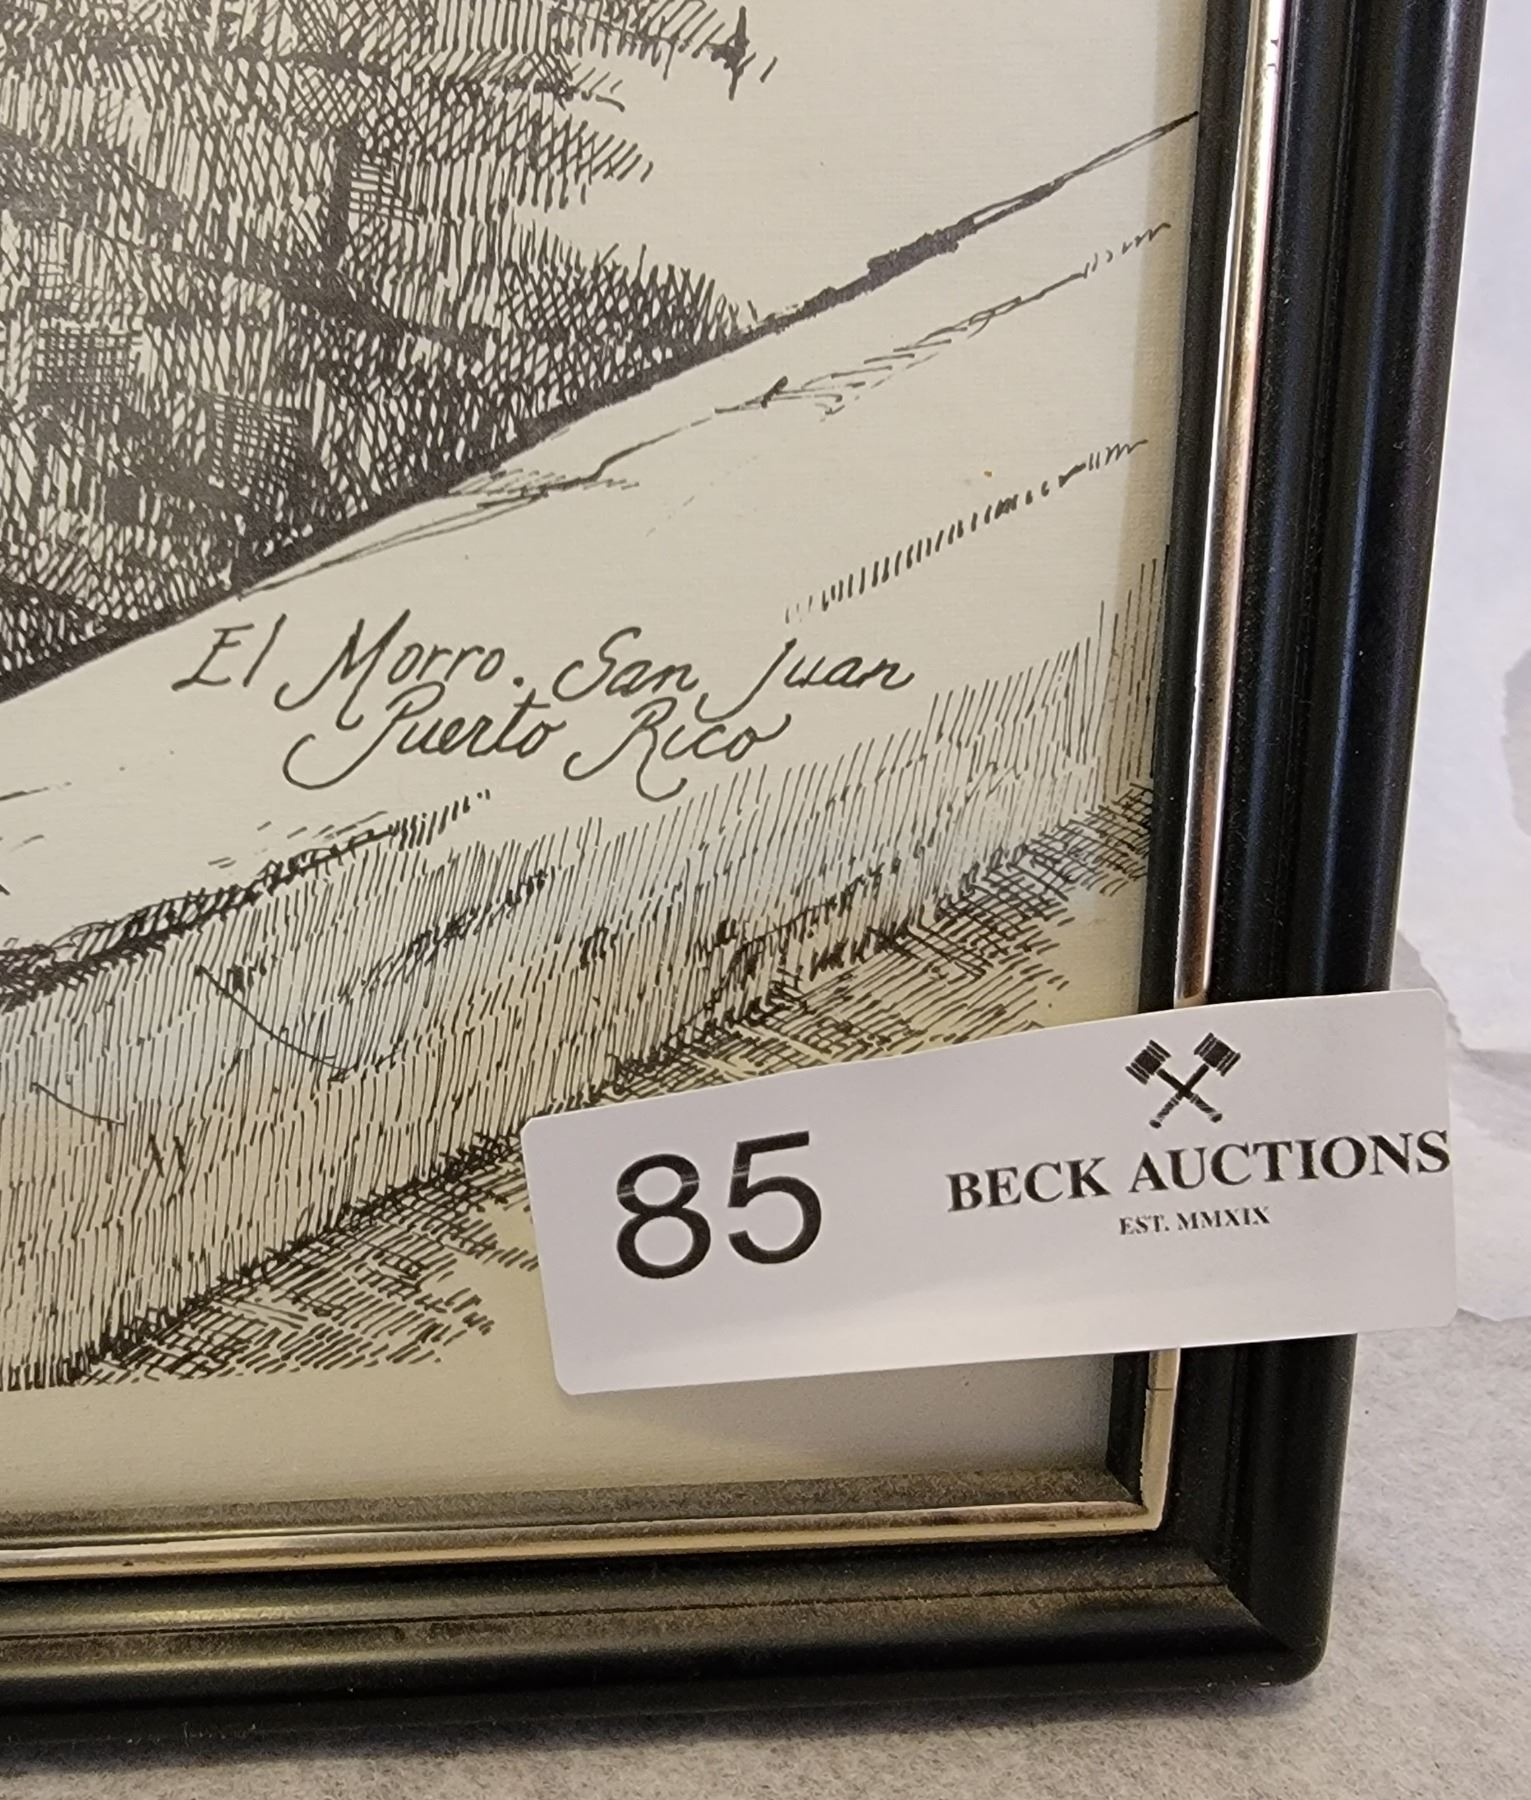 El Morro. San Juan
Puerto Rico
85
BECK AUCTIONS
EST. MMXIX